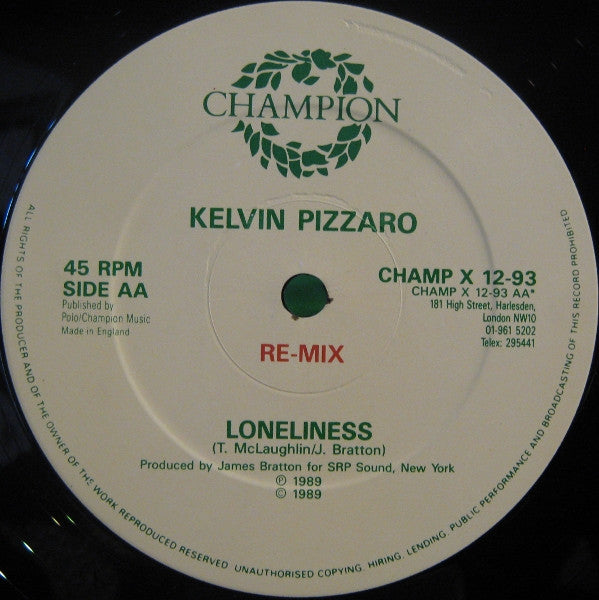 CHAMPION
KELVIN PIZZARO
45 RPM
SIDE AA
Published by
Polo/Champion Music
Made in England
CHAMP X 12-93
CHAMP X 12-93 AA*
181 High Street, Harlesden,
London NW10
01-961 5202
Telex: 295441
RE-MIX
LONELINESS
(T. McLaughlin/J. Bratton)
Produced by James Bratton for SRP Sound, New York
℗ 1989
© 1989
ALL RIGHTS OF THE PRODUCER AND OF THE OWNER OF THE WORK REPRODUCED RESERVED. UNAUTHORISED COPYING, HIRING, LENDING, PUBLIC PERFORMANCE AND BROADCASTING OF THIS RECORD PROHIBITED